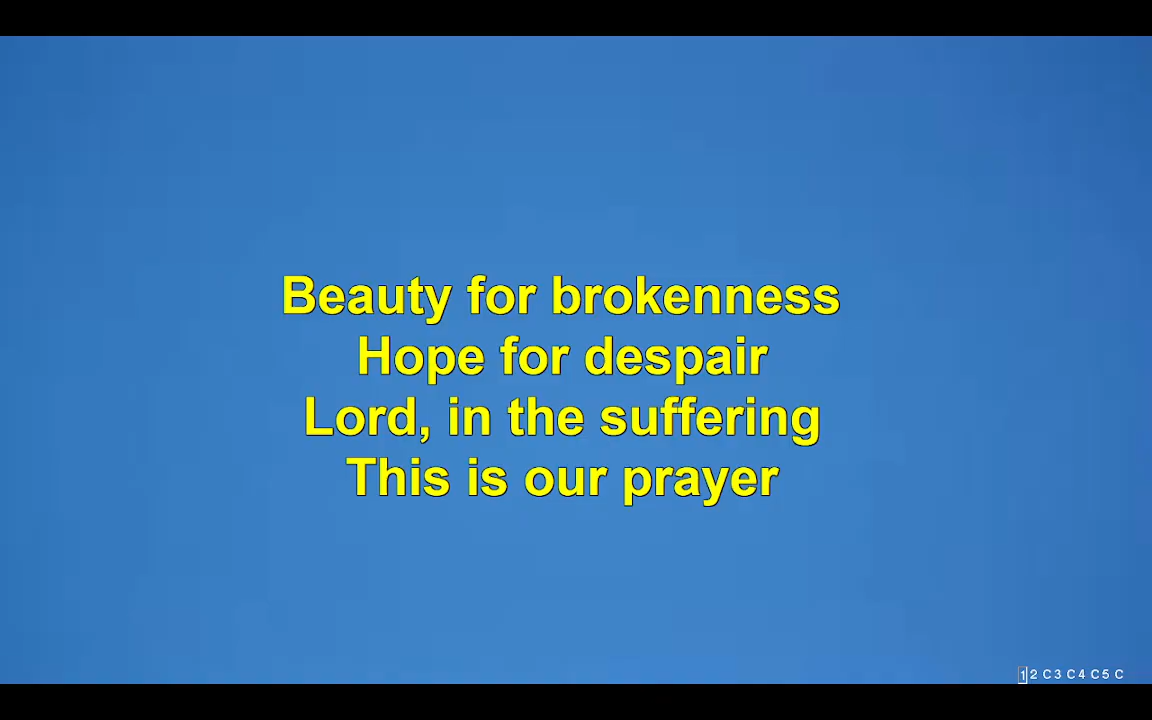 Beauty for brokenness
Hope for despair
Lord, in the suffering
This is our prayer
1 2 C 3 C 4 C 5 C